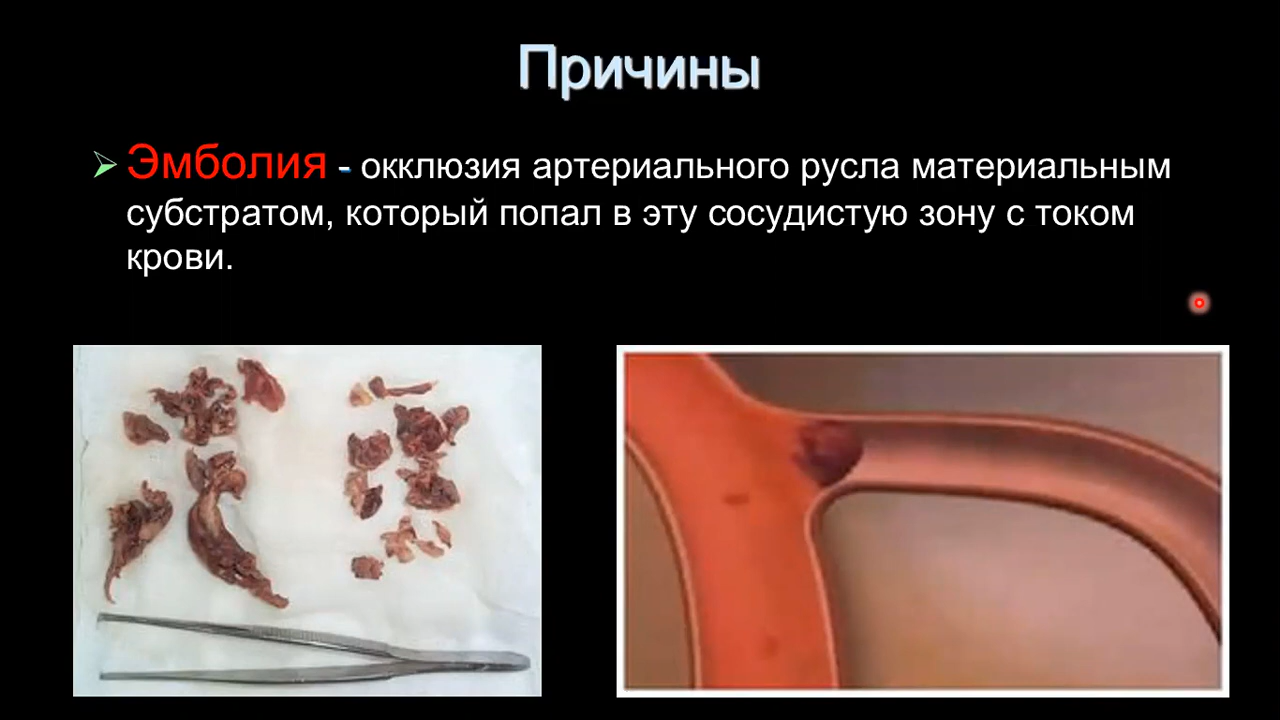 Причины
Эмболия - окклюзия артериального русла материальным
субстратом, который попал в эту сосудистую зону с током
крови.